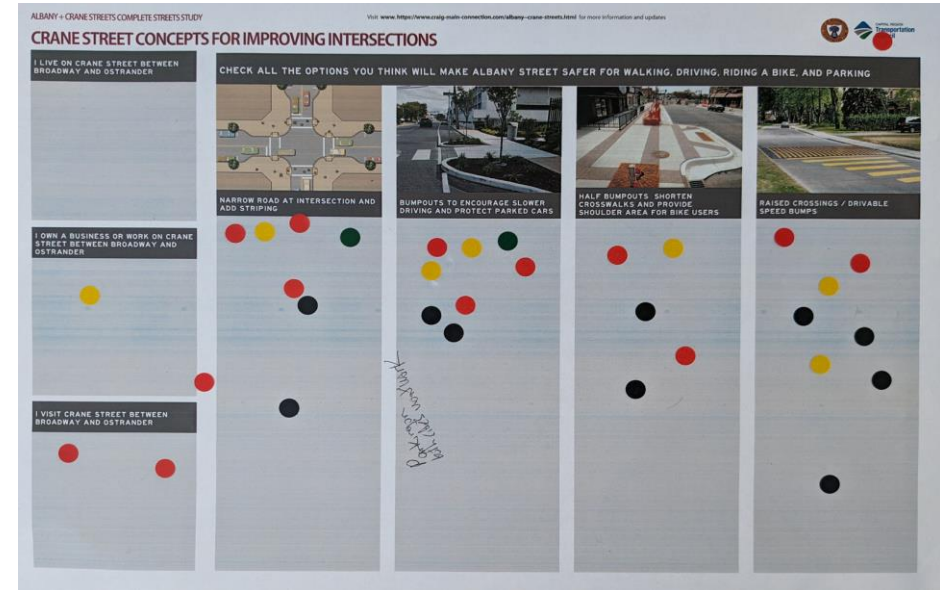 ALBANY + CRANE STREETS COMPLETE STREETS STUDY
Visit www. https://www.craig-main-connection.com/albany-crane-streets.html for more information and updates
CRANE STREET CONCEPTS FOR IMPROVING INTERSECTIONS
CAPITAL REGION
Transportation
I LIVE ON CRANE STREET BETWEEN
BROADWAY AND OSTRANDER
CHECK ALL THE OPTIONS YOU THINK WILL MAKE ALBANY STREET SAFER FOR WALKING, DRIVING, RIDING A BIKE, AND PARKING
NARROW ROAD AT INTERSECTION AND
ADD STRIPING
BUMPOUTS TO ENCOURAGE SLOWER
DRIVING AND PROTECT PARKED CARS
HALF BUMPOUTS SHORTEN
CROSSWALKS AND PROVIDE
SHOULDER AREA FOR BIKE USERS
RAISED CROSSINGS / DRIVABLE
SPEED BUMPS
I OWN A BUSINESS OR WORK ON CRANE
STREET BETWEEN BROADWAY AND
OSTRANDER
I VISIT CRANE STREET BETWEEN
BROADWAY AND OSTRANDER